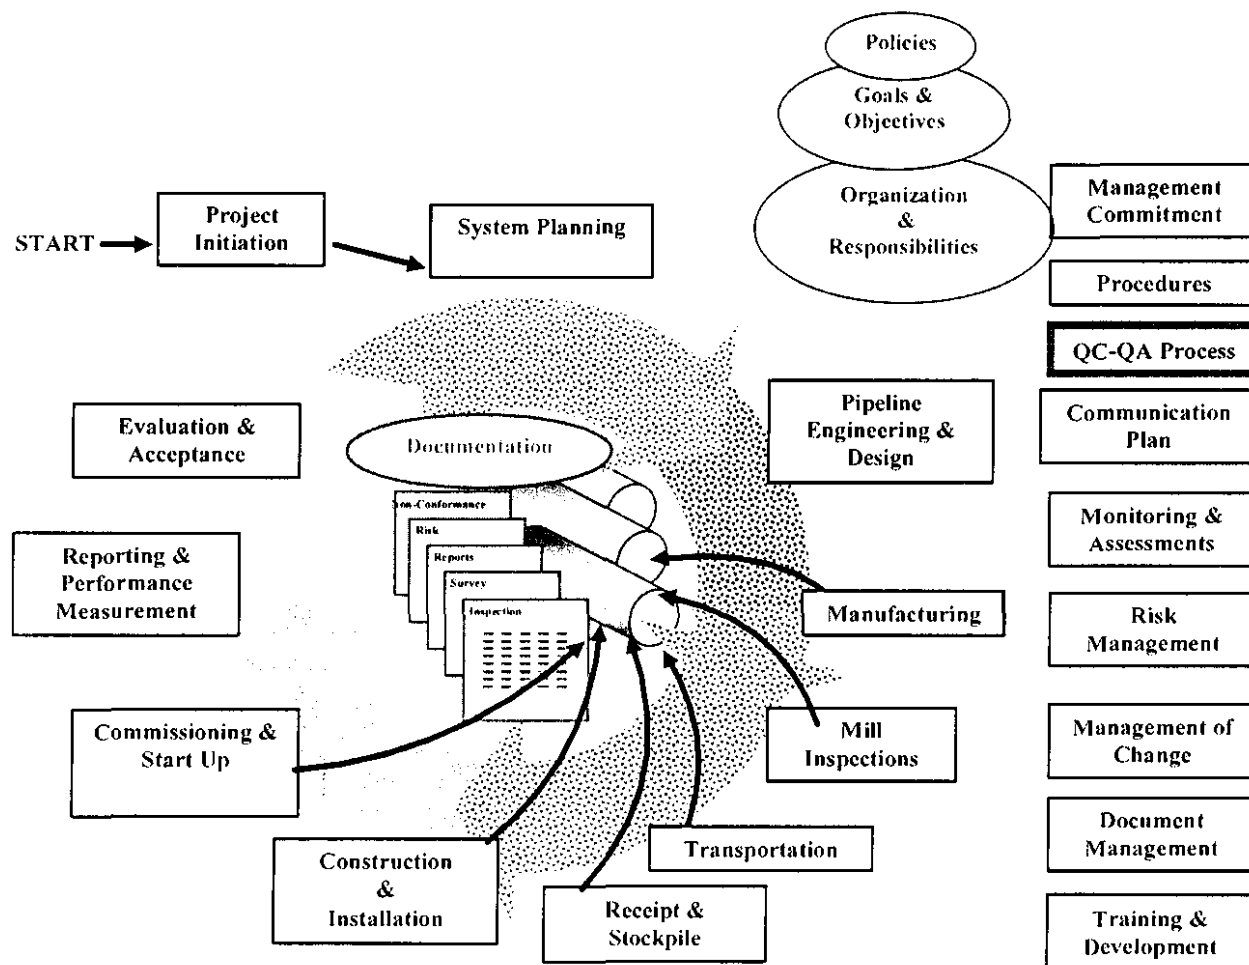 Policies
Goals &
Objectives
Organization
&
Responsibilities
Management
Commitment
Procedures
QC-QA Process
Communication
Plan
Monitoring &
Assessments
Risk
Management
Management of
Change
Document
Management
Training &
Development
START
Project
Initiation
System Planning
Pipeline
Engineering &
Design
Manufacturing
Mill
Inspections
Transportation
Receipt &
Stockpile
Construction
&
Installation
Commissioning &
Start Up
Reporting &
Performance
Measurement
Evaluation &
Acceptance
Documentation
on-Conformance
Risk
Reports
Survey
Inspection